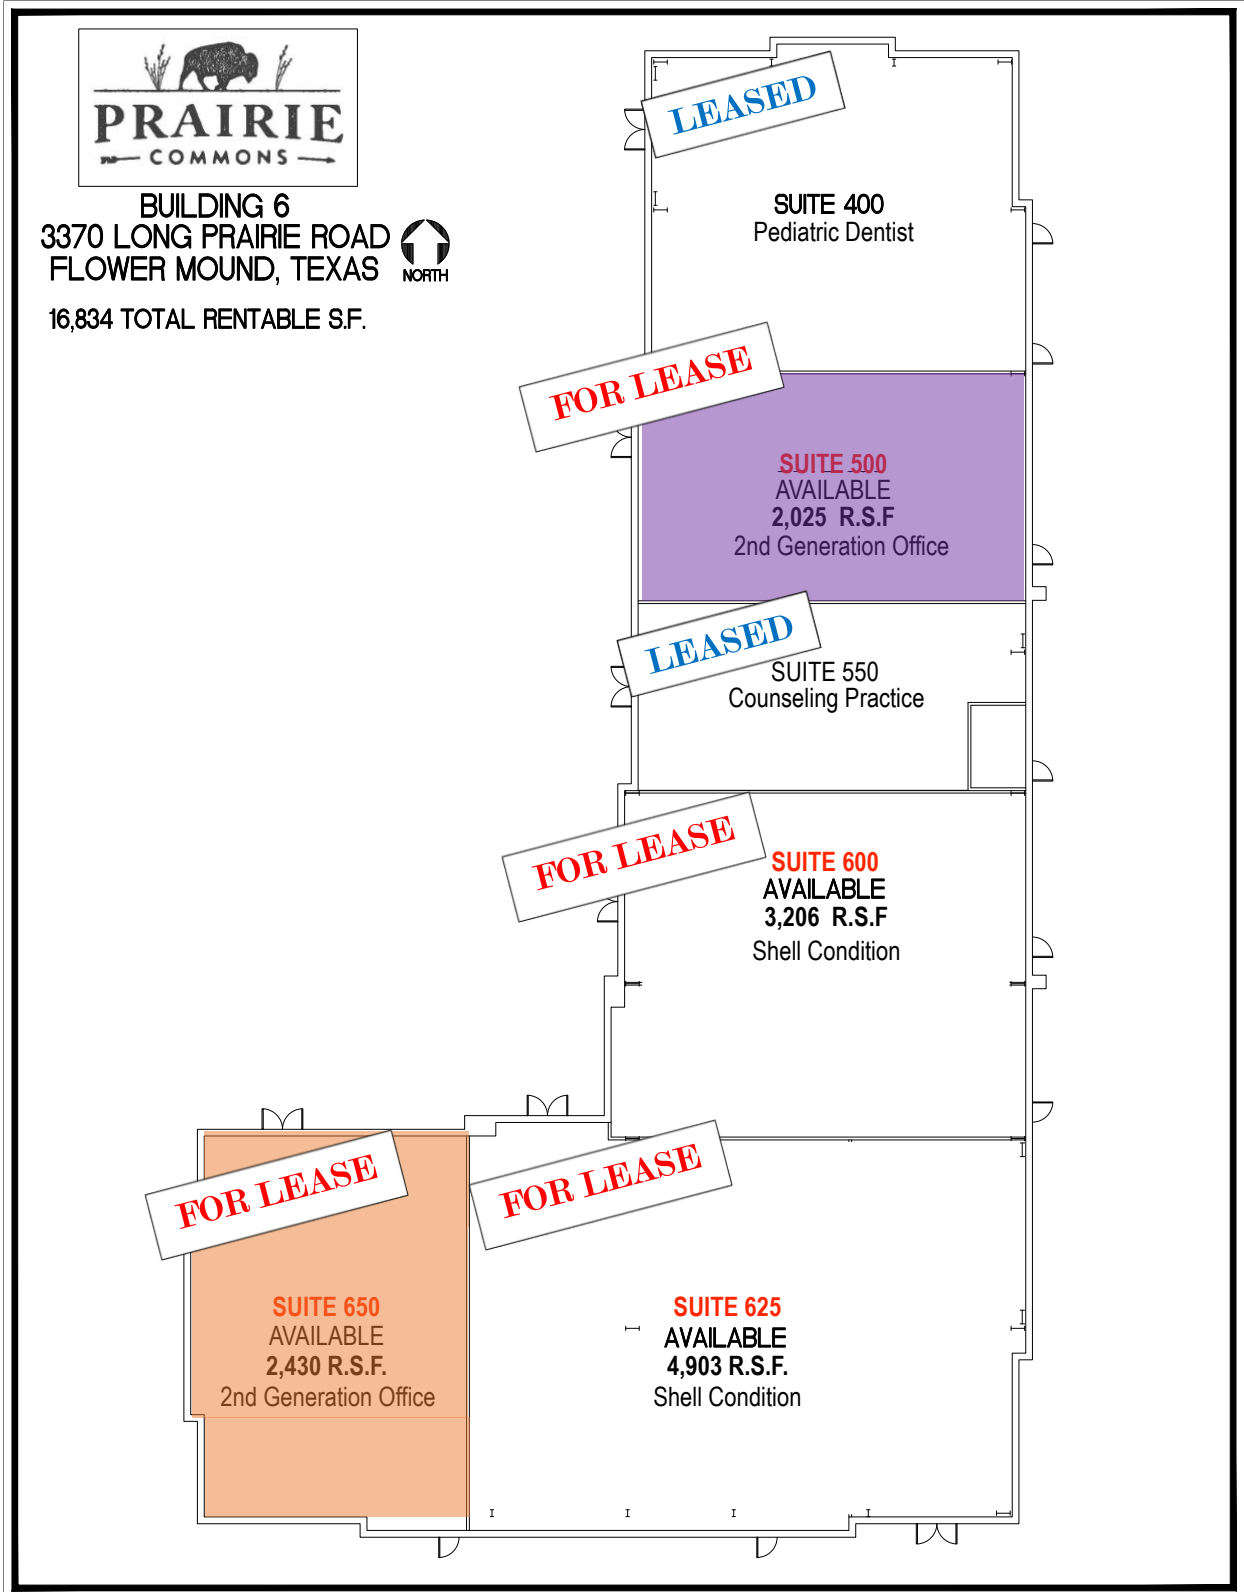 PRAIRIE
COMMONS
BUILDING 6
3370 LONG PRAIRIE ROAD
FLOWER MOUND, TEXAS
NORTH
16,834 TOTAL RENTABLE S.F.
LEASED
SUITE 400
Pediatric Dentist
FOR LEASE
SUITE 500
AVAILABLE
2,025 R.S.F
2nd Generation Office
LEASED
SUITE 550
Counseling Practice
FOR LEASE
SUITE 600
AVAILABLE
3,206 R.S.F
Shell Condition
FOR LEASE
SUITE 650
AVAILABLE
2,430 R.S.F.
2nd Generation Office
FOR LEASE
SUITE 625
AVAILABLE
4,903 R.S.F.
Shell Condition